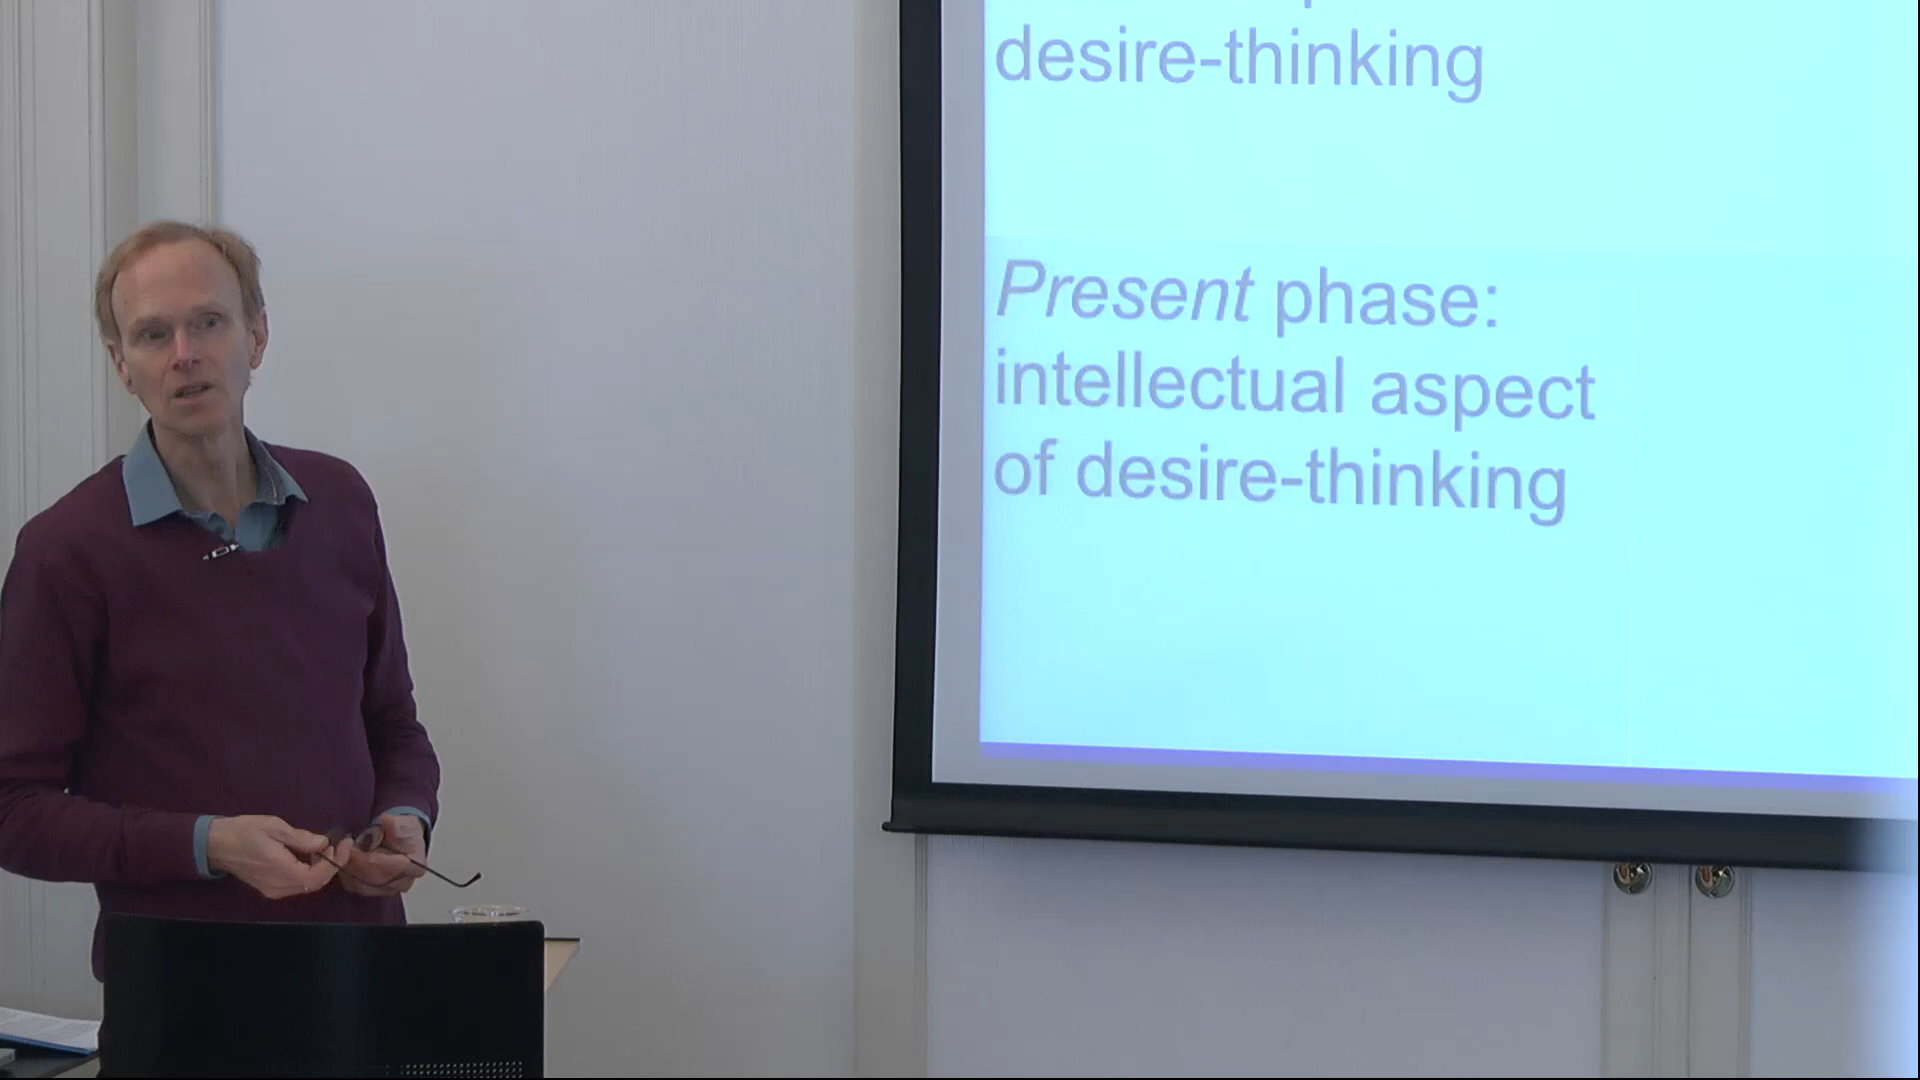 desire-thinking
Present phase:
intellectual aspect
of desire-thinking